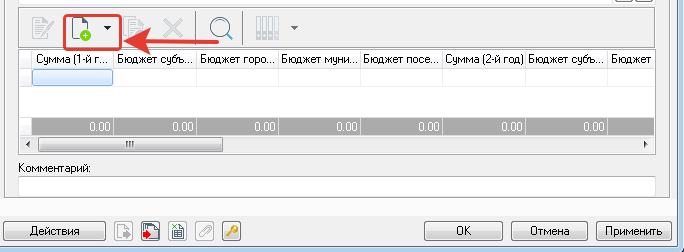 Сумма (1-й г... Бюджет субъ... Бюджет горо... Бюджет муни... Бюджет посе... Сумма (2-й год) Бюджет субъ... Бюджет
0.00 0.00 0.00 0.00 0.00 0.00 0.00
Комментарий:
Действия OK Отмена Применить